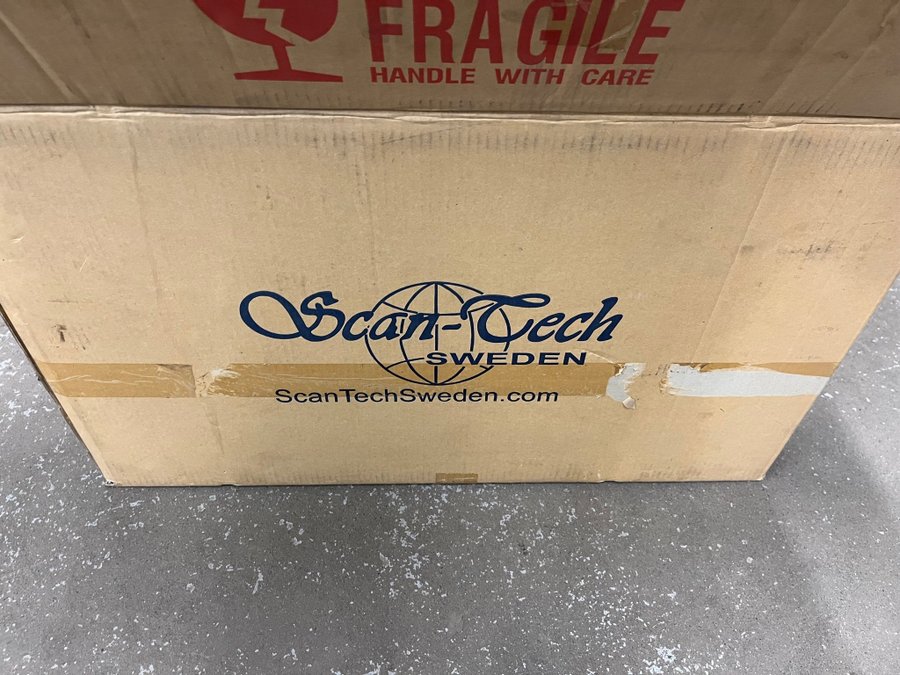 FRAGILE
HANDLE WITH CARE
Scan-Tech
SWEDEN
ScanTechSweden.com